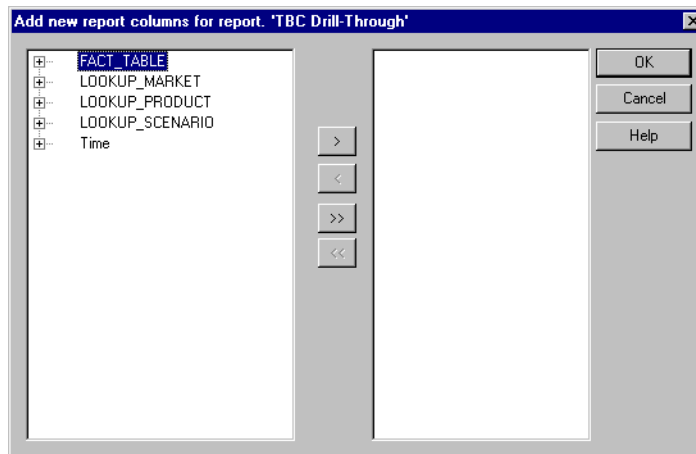 Add new report columns for report. 'TBC Drill-Through'
FACT_TABLE
LOOKUP_MARKET
LOOKUP_PRODUCT
LOOKUP_SCENARIO
Time
>
<
>>
<<
OK
Cancel
Help